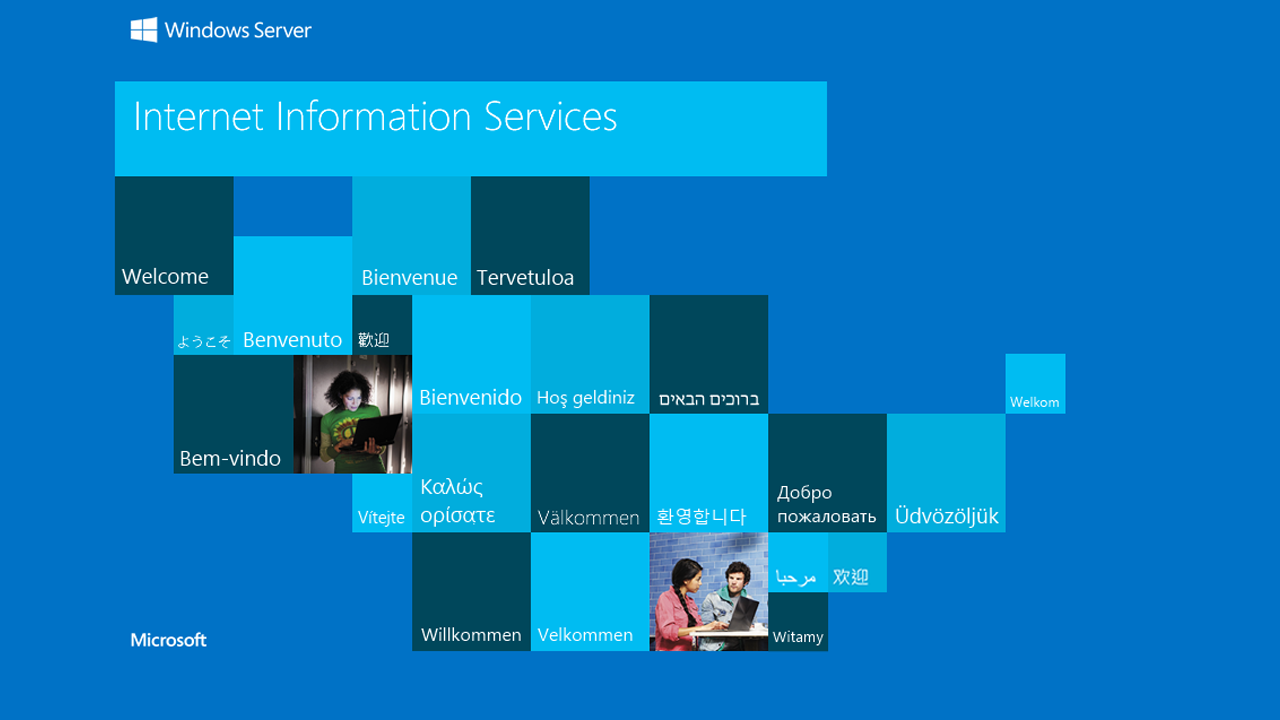 Windows Server
Internet Information Services
Welcome
Bienvenue
Tervetuloa
ようこそ
Benvenuto
歡迎
Bienvenido
Hoş geldiniz
ברוכים הבאים
Welkom
Bem-vindo
Vítejte
Καλώς
ορίσατε
Välkommen
환영합니다
Добро
пожаловать
Üdvözöljük
مرحبا
欢迎
Willkommen
Velkommen
Witamy
Microsoft